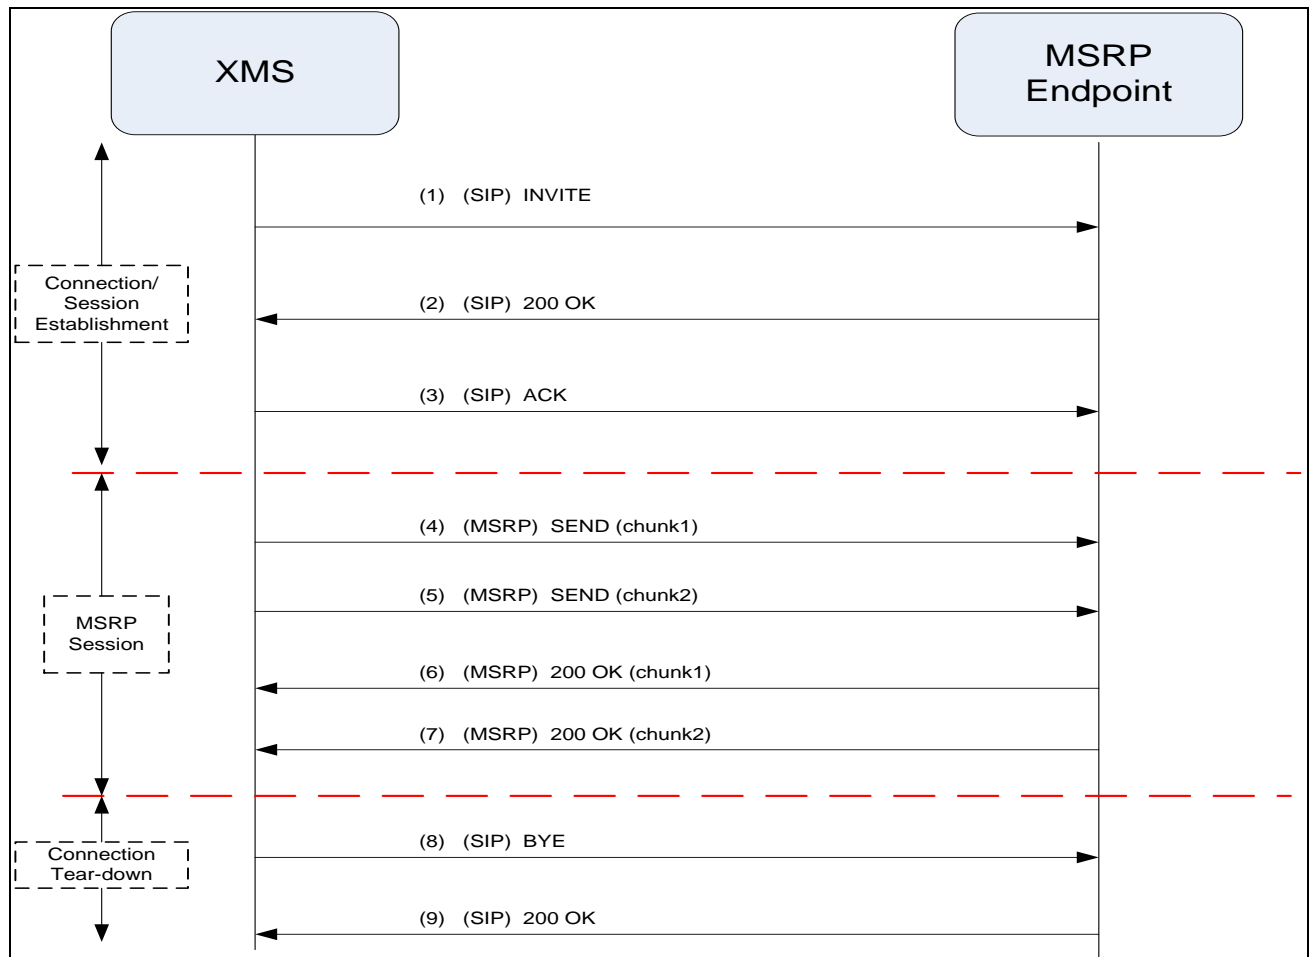 XMS
MSRP
Endpoint
(1) (SIP) INVITE
Connection/
Session
Establishment
(2) (SIP) 200 OK
(3) (SIP) ACK
(4) (MSRP) SEND (chunk1)
(5) (MSRP) SEND (chunk2)
MSRP
Session
(6) (MSRP) 200 OK (chunk1)
(7) (MSRP) 200 OK (chunk2)
(8) (SIP) BYE
Connection
Tear-down
(9) (SIP) 200 OK